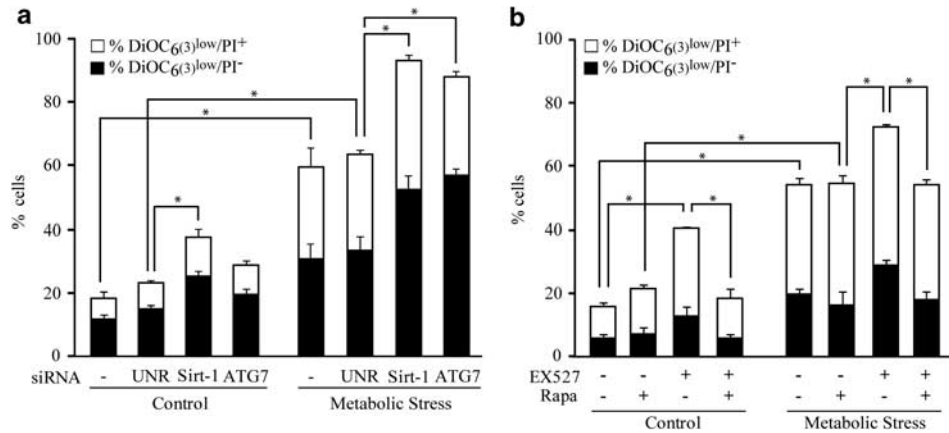 a
100
80
60
40
20
0
% cells
% DiOC6(3)low/PI+
% DiOC6(3)low/PI-
* * * * *
siRNA - UNR Sirt-1 ATG7 - UNR Sirt-1 ATG7
Control Metabolic Stress
b
100
80
60
40
20
0
% cells
% DiOC6(3)low/PI+
% DiOC6(3)low/PI-
* * * * * *
EX527 - - + + - - + +
Rapa - + - + - + - +
Control Metabolic Stress